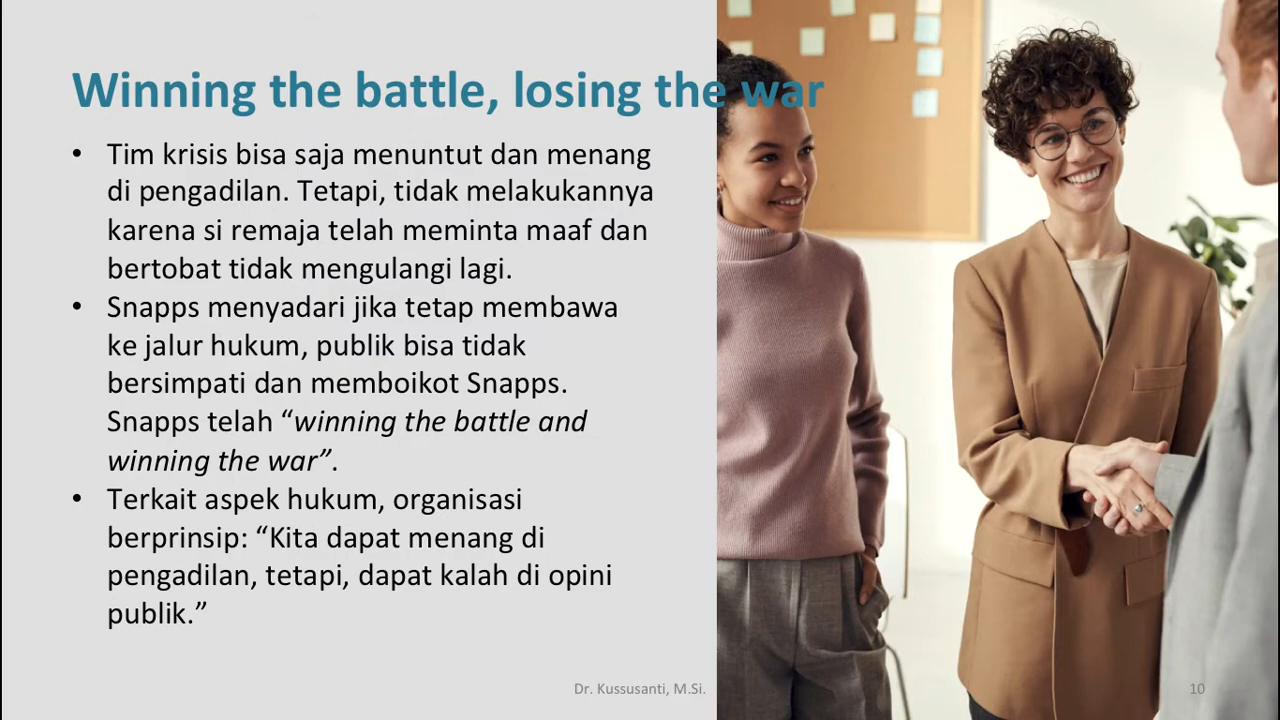 Winning the battle, losing the war
• Tim krisis bisa saja menuntut dan menang
di pengadilan. Tetapi, tidak melakukannya
karena si remaja telah meminta maaf dan
bertobat tidak mengulangi lagi.
• Snapps menyadari jika tetap membawa
ke jalur hukum, publik bisa tidak
bersimpati dan memboikot Snapps.
Snapps telah “winning the battle and
winning the war”.
• Terkait aspek hukum, organisasi
berprinsip: “Kita dapat menang di
pengadilan, tetapi, dapat kalah di opini
publik.”
Dr. Kussusanti, M.Si.
10